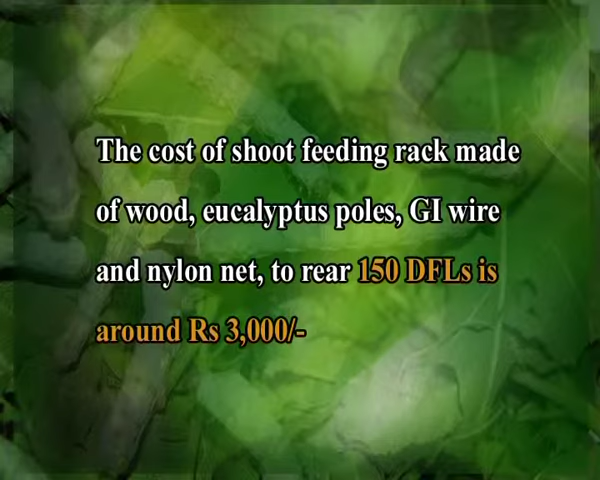 The cost of shoot feeding rack made
of wood, eucalyptus poles, GI wire
and nylon net, to rear 150 DFLs is
around Rs 3,000/-